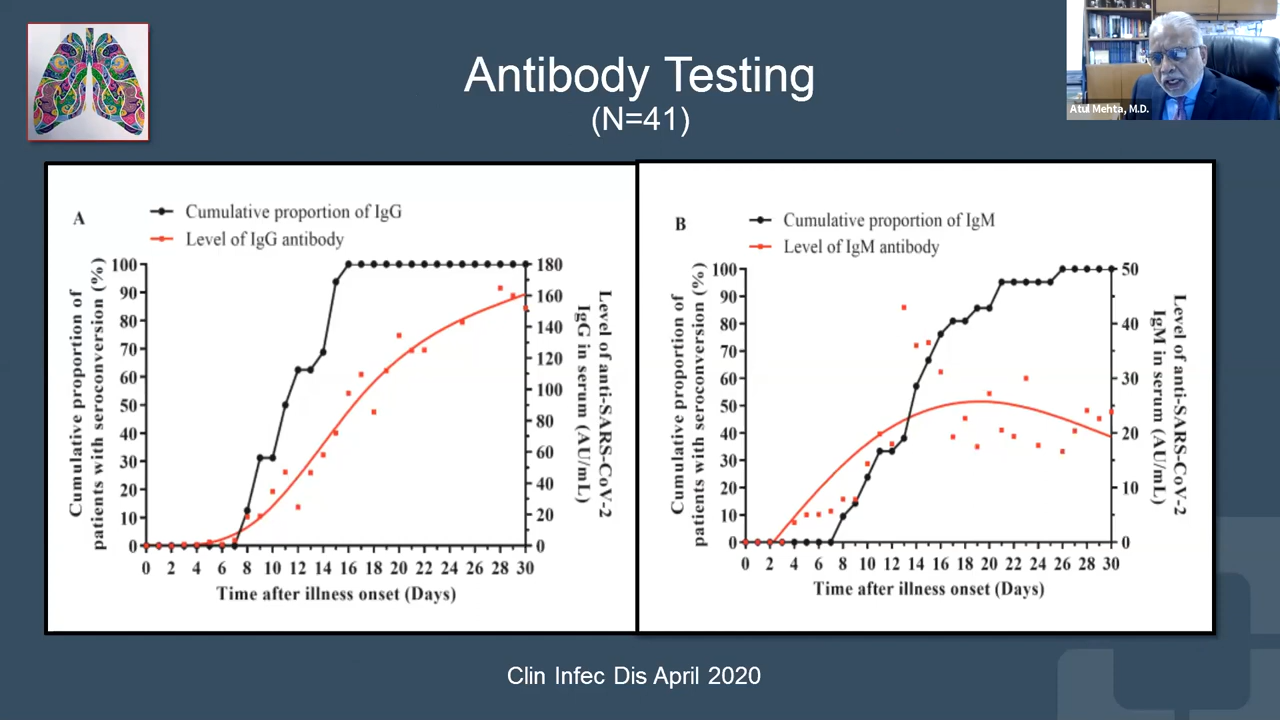 Antibody Testing
(N=41)
Atul Mehta, M.D.
A
Cumulative proportion of IgG
Level of IgG antibody
Cumulative proportion of
patients with seroconversion (%)
100
90
80
70
60
50
40
30
20
10
0
180
160
140
120
100
80
60
40
20
0
Level of anti-SARS-CoV-2
IgG in serum (AU/mL)
0 2 4 6 8 10 12 14 16 18 20 22 24 26 28 30
Time after illness onset (Days)
B
Cumulative proportion of IgM
Level of IgM antibody
Cumulative proportion of
patients with seroconversion (%)
100
90
80
70
60
50
40
30
20
10
0
50
40
30
20
10
0
Level of anti-SARS-CoV-2
IgM in serum (AU/mL)
0 2 4 6 8 10 12 14 16 18 20 22 24 26 28 30
Time after illness onset (Days)
Clin Infec Dis April 2020